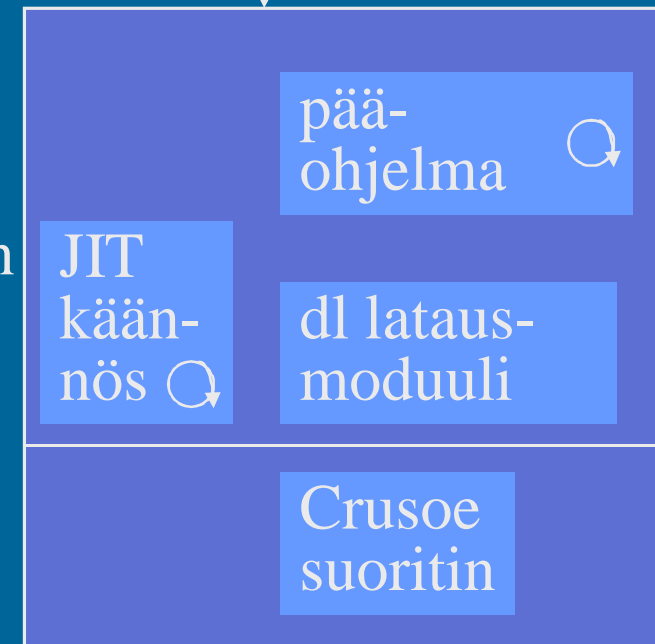 pää-
ohjelma
n
JIT
kään-
nös
dl lataus-
moduuli
Crusoe
suoritin